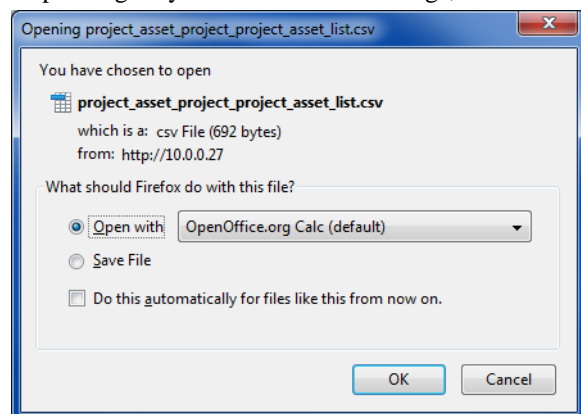 Opening project_asset_project_project_asset_list.csv
You have chosen to open
project_asset_project_project_asset_list.csv
which is a: csv File (692 bytes)
from: http://10.0.0.27
What should Firefox do with this file?
Open with OpenOffice.org Calc (default)
Save File
Do this automatically for files like this from now on.
OK Cancel